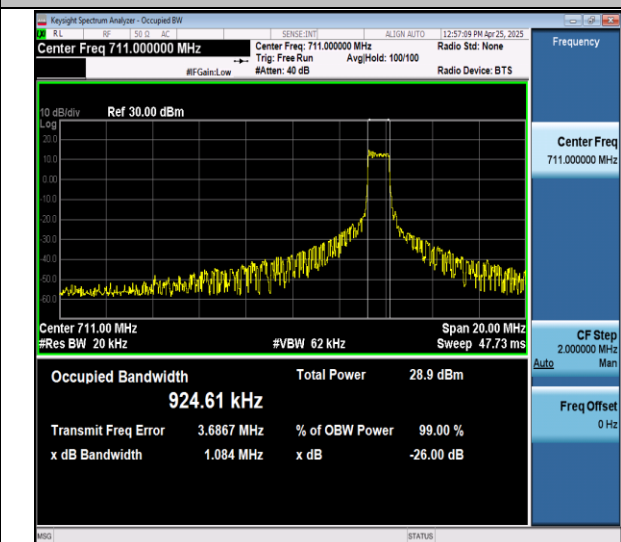 Keysight Spectrum Analyzer - Occupied BW
RL RF 50 Ω AC SENSE:INT ALIGN AUTO 12:57:09 PM Apr 25, 2025
Center Freq 711.000000 MHz
Center Freq: 711.000000 MHz Radio Std: None
Trig: Free Run Avg|Hold: 100/100
#IFGain:Low #Atten: 40 dB Radio Device: BTS
Frequency
10 dB/div Ref 30.00 dBm
Log
20.0
10.0
0.00
-10.0
-20.0
-30.0
-40.0
-50.0
-60.0
Center Freq
711.000000 MHz
Center 711.00 MHz Span 20.00 MHz
#Res BW 20 kHz #VBW 62 kHz Sweep 47.73 ms
CF Step
2.000000 MHz
Auto Man
Occupied Bandwidth Total Power 28.9 dBm
924.61 kHz
Transmit Freq Error 3.6867 MHz % of OBW Power 99.00 %
x dB Bandwidth 1.084 MHz x dB -26.00 dB
Freq Offset
0 Hz
MSG STATUS